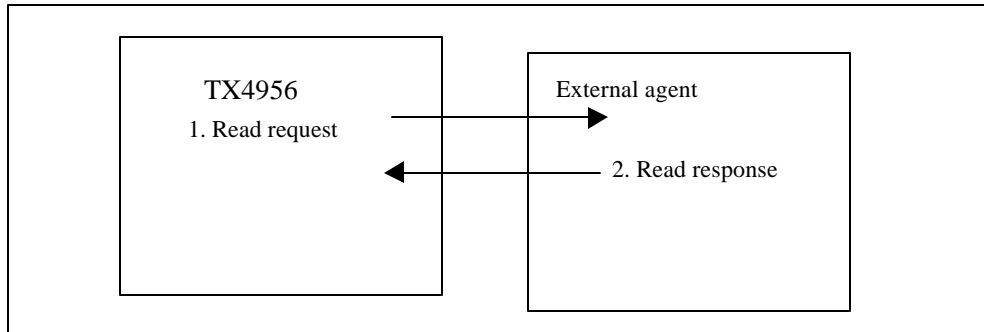 TX4956
1. Read request
External agent
2. Read response